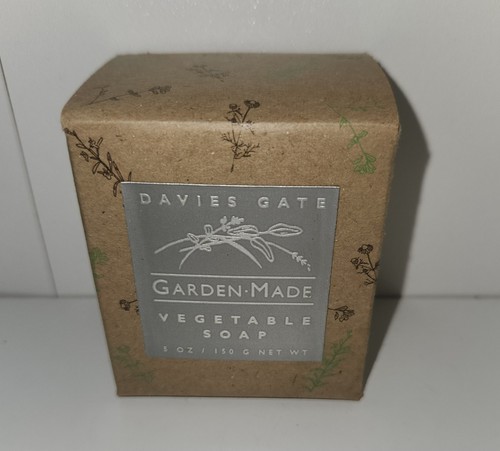 DAVIES GATE
GARDEN·MADE
VEGETABLE
SOAP
5 OZ / 150 G NET WT